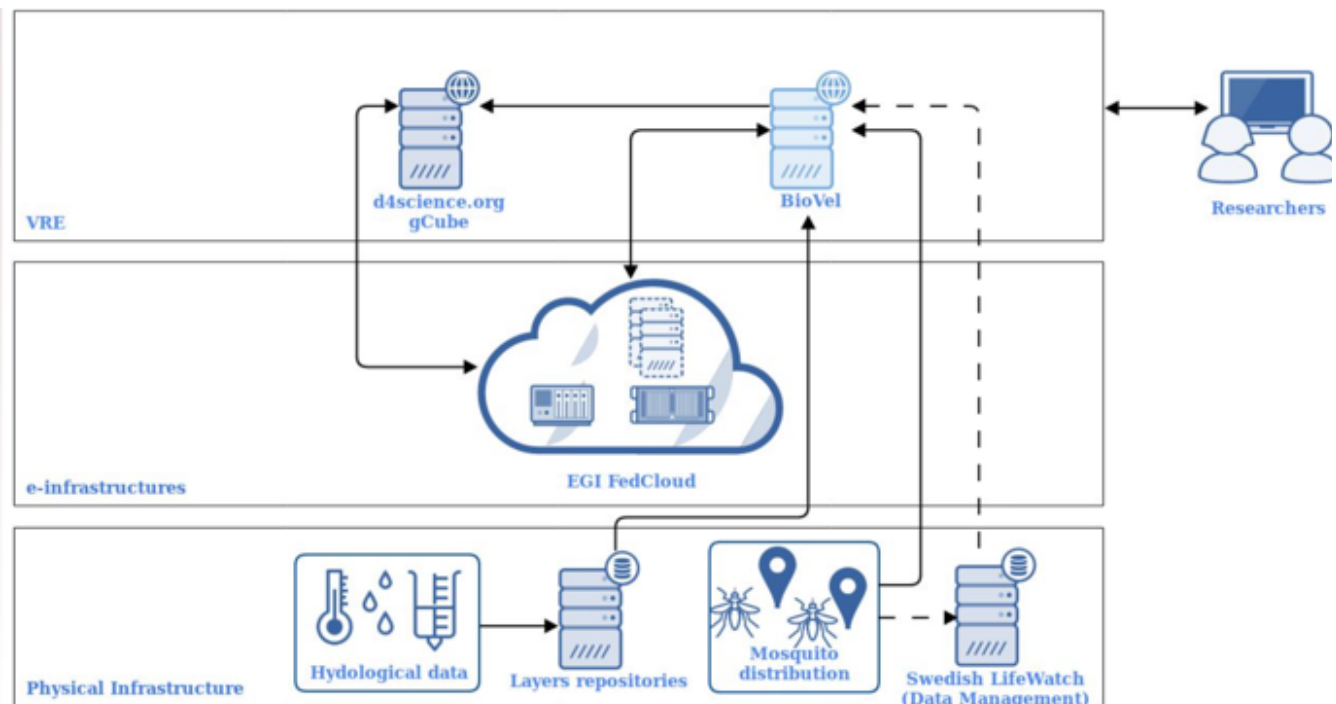 d4science.org
gCube
BioVel
VRE
Researchers
EGI FedCloud
e-infrastructures
Hydological data
Layers repositories
Mosquito
distribution
Swedish LifeWatch
(Data Management)
Physical Infrastructure